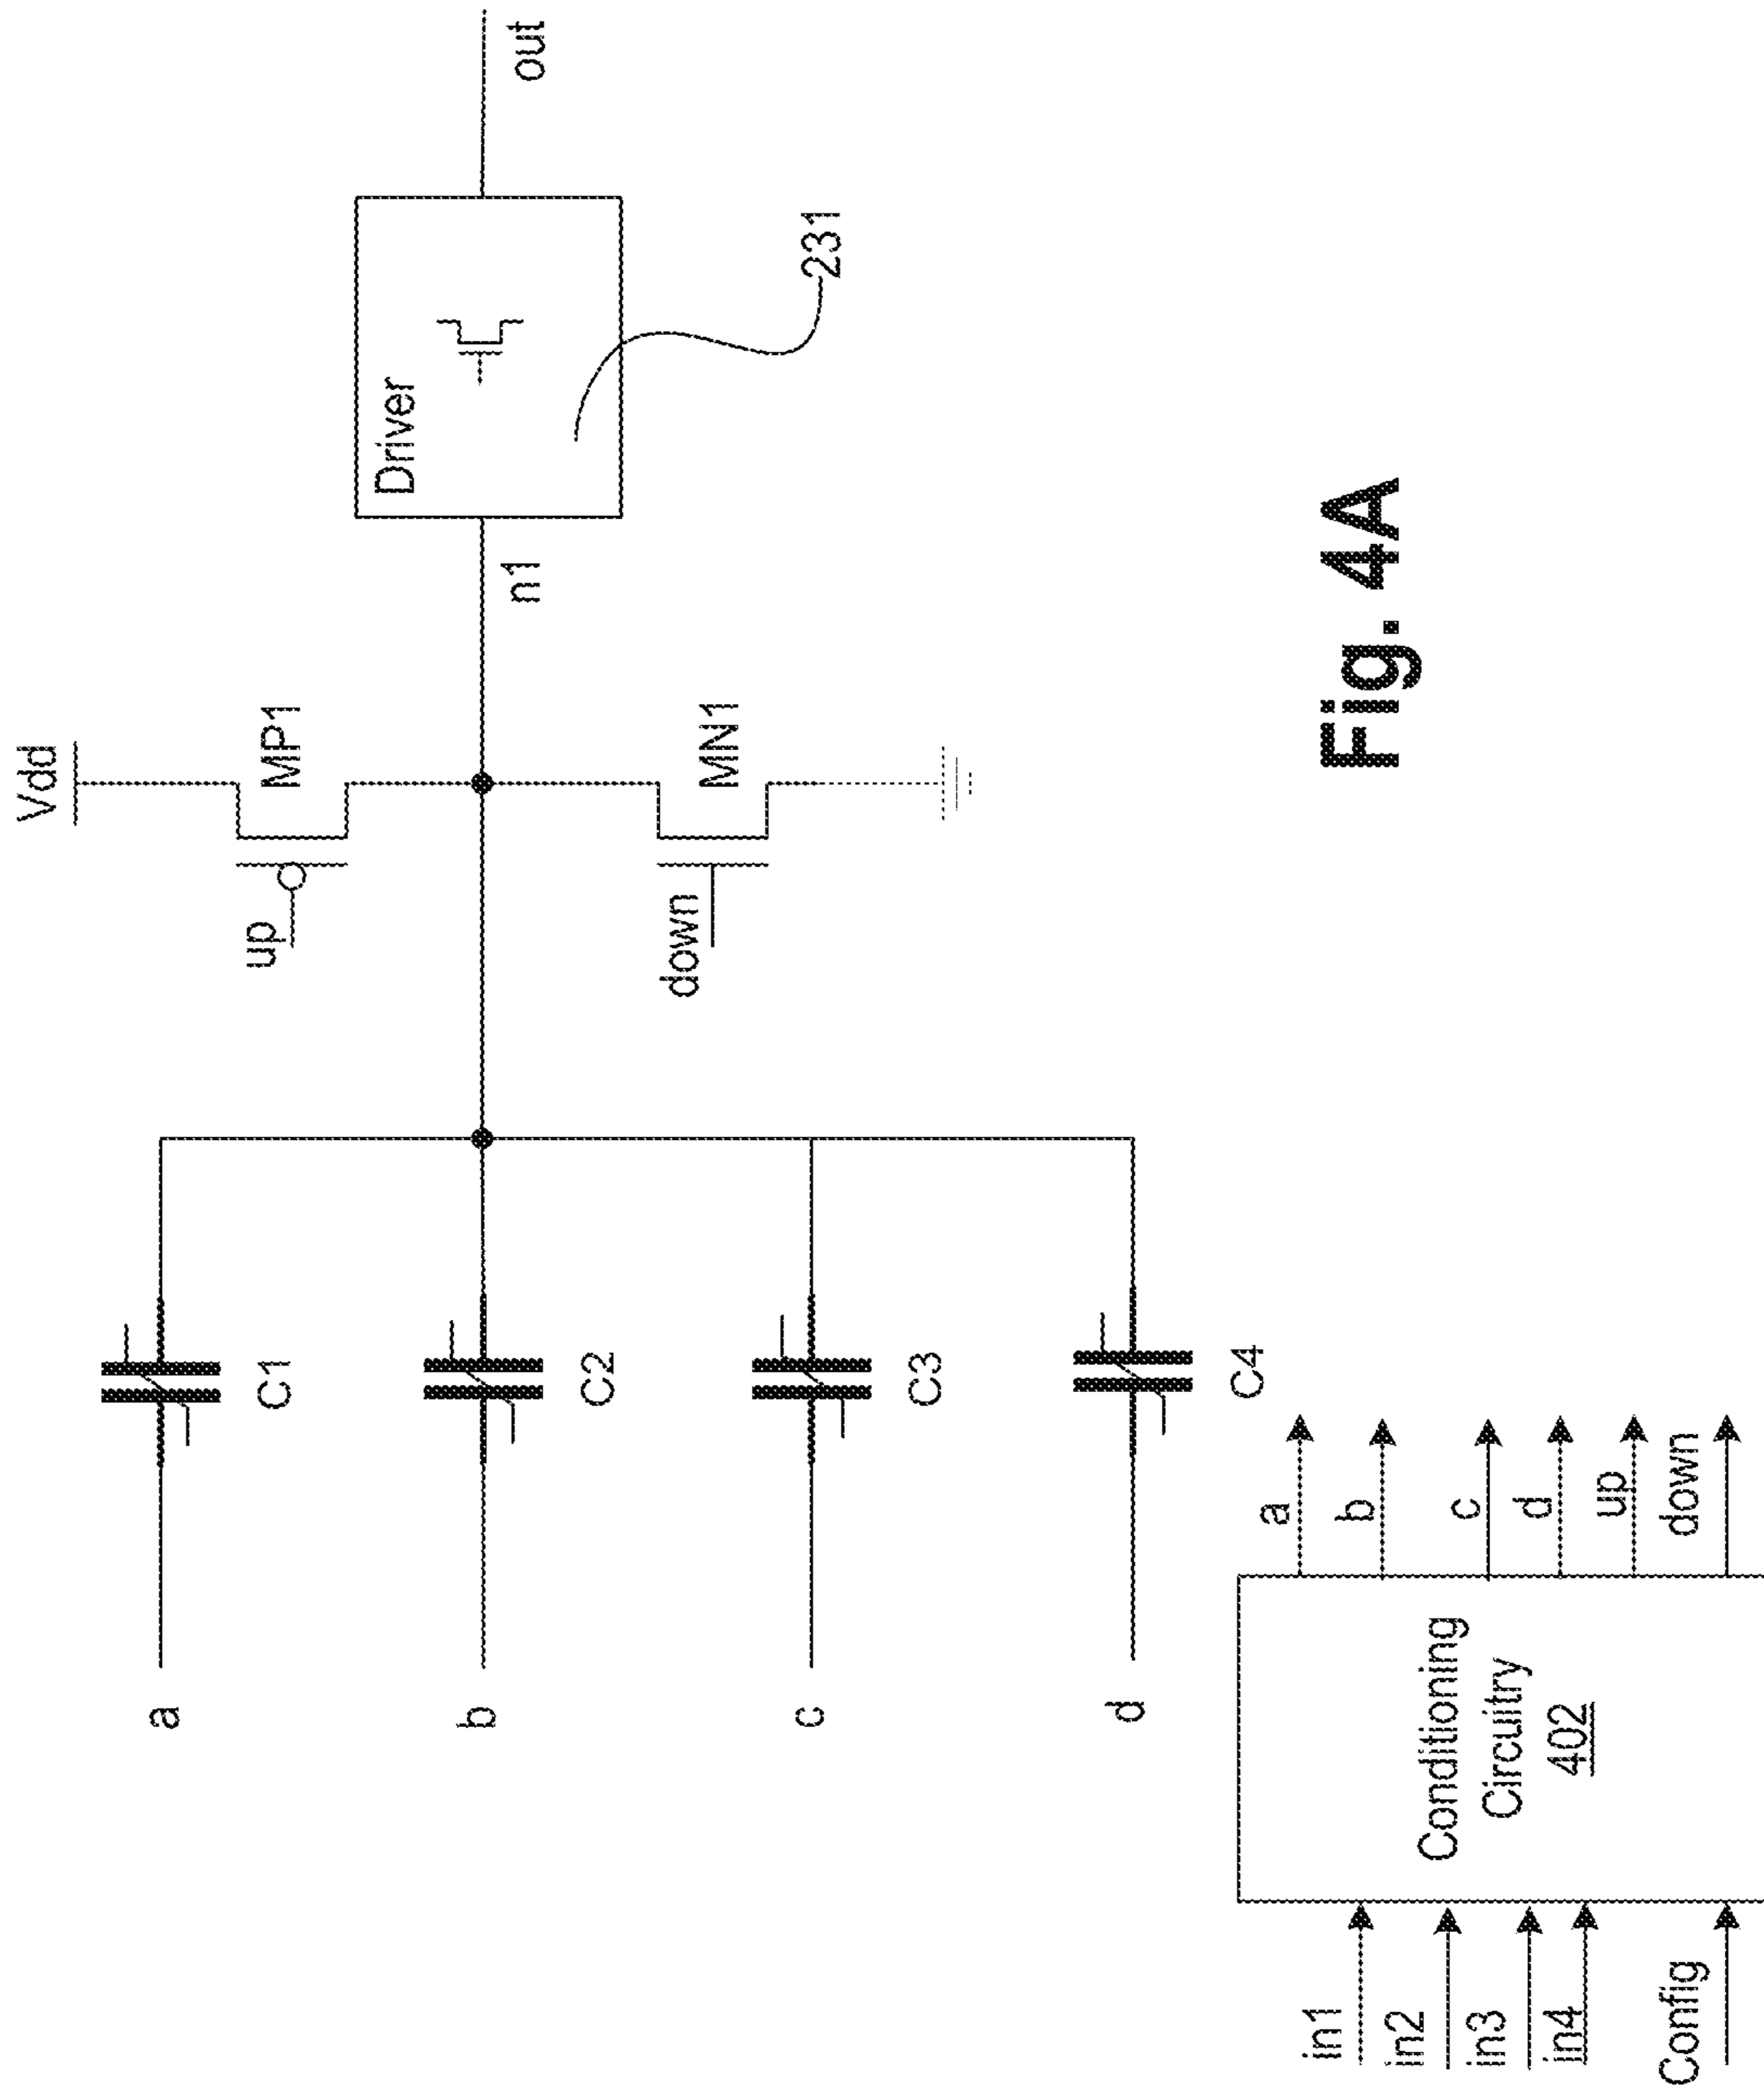 Vdd
up
MP1
a
C1
Driver
out
b
C2
n1
231
down
MN1
c
C3
d
C4
in1
in2
in3
in4
Config
Conditioning
Circuitry
402
a
b
c
d
up
down
Fig. 4A